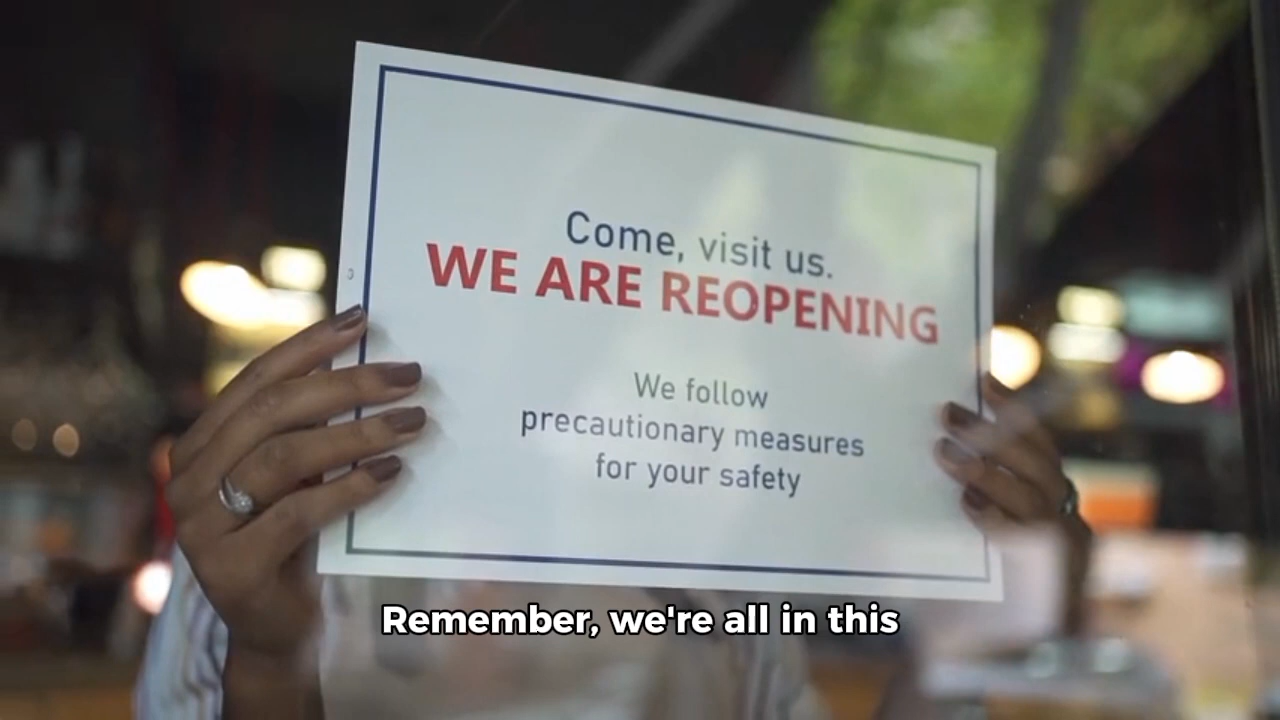 Come, visit us.
WE ARE REOPENING
We follow
precautionary measures
for your safety
Remember, we're all in this